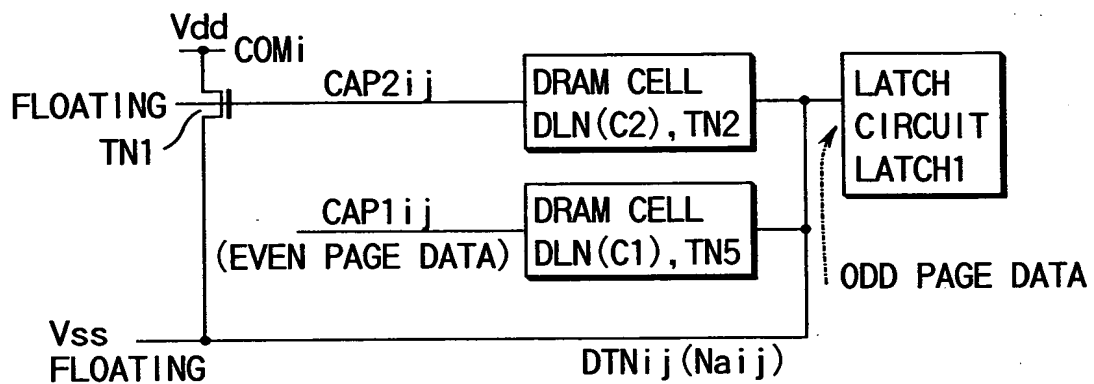 Vdd
COMi
FLOATING
TN1
CAP2ij
DRAM CELL
DLN(C2),TN2
LATCH
CIRCUIT
LATCH1
CAP1ij
(EVEN PAGE DATA)
DRAM CELL
DLN(C1),TN5
ODD PAGE DATA
Vss
FLOATING
DTNij(Naij)